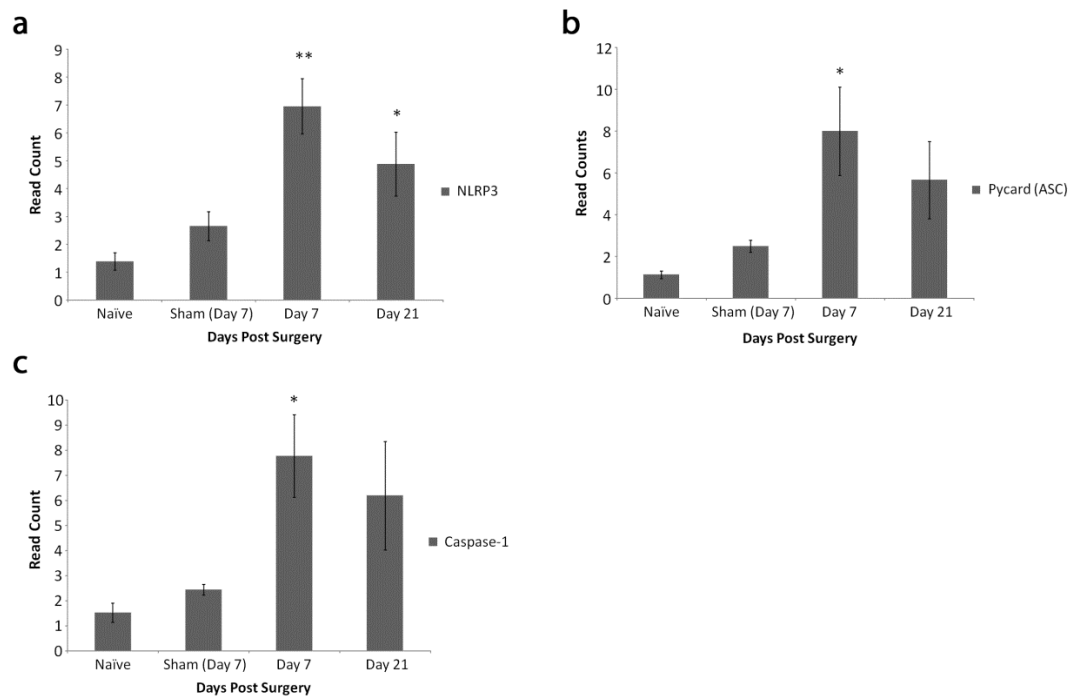 a
9
8
7
6
5
4
3
2
1
0
Read Count
**
*
NLRP3
Naïve
Sham (Day 7)
Day 7
Day 21
Days Post Surgery
b
12
10
8
6
4
2
0
Read Counts
*
Pycard (ASC)
Naïve
Sham (Day 7)
Day 7
Day 21
Days Post Surgery
c
10
9
8
7
6
5
4
3
2
1
0
Read Count
*
Caspase-1
Naïve
Sham (Day 7)
Day 7
Day 21
Days Post Surgery